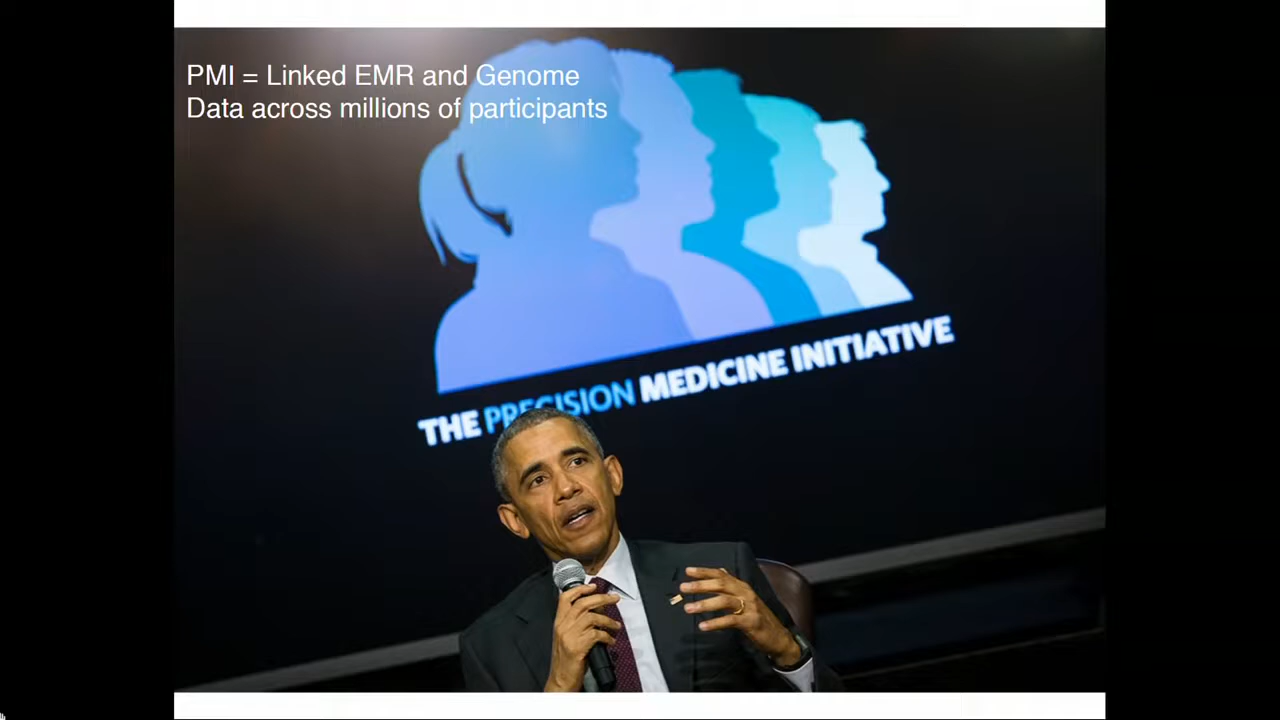 PMI = Linked EMR and Genome
Data across millions of participants
THE PRECISION MEDICINE INITIATIVE